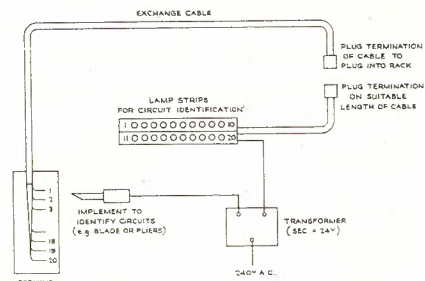 EXCHANGE CABLE
PLUG TERMINATION
OF CABLE TO
PLUG INTO RACK
PLUG TERMINATION
ON SUITABLE
LENGTH OF CABLE
LAMP STRIPS
FOR CIRCUIT IDENTIFICATION
1 10
11 20
1
2
3
18
19
20
IMPLEMENT TO
IDENTIFY CIRCUITS
(e.g. BLADE OR PLIERS)
TRANSFORMER
(SEC = 24V)
240V A.C.